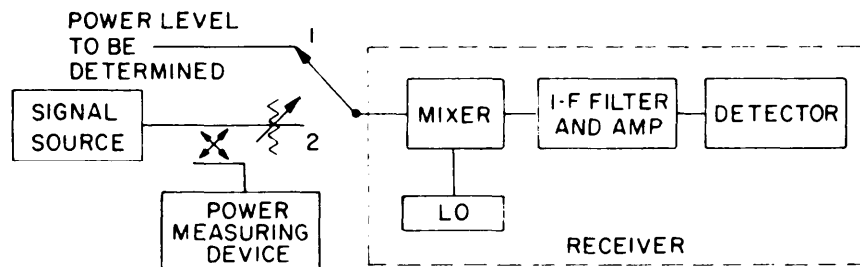 POWER LEVEL
TO BE
DETERMINED
1
SIGNAL
SOURCE
2
POWER
MEASURING
DEVICE
MIXER
I-F FILTER
AND AMP
DETECTOR
LO
RECEIVER